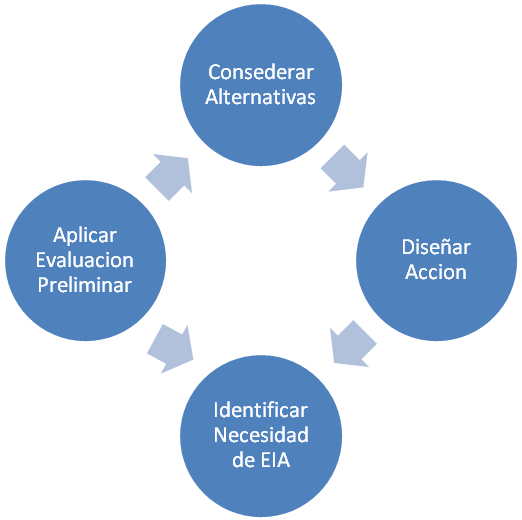 Consederar
Alternativas
Aplicar
Evaluacion
Preliminar
Diseñar
Accion
Identificar
Necesidad
de EIA